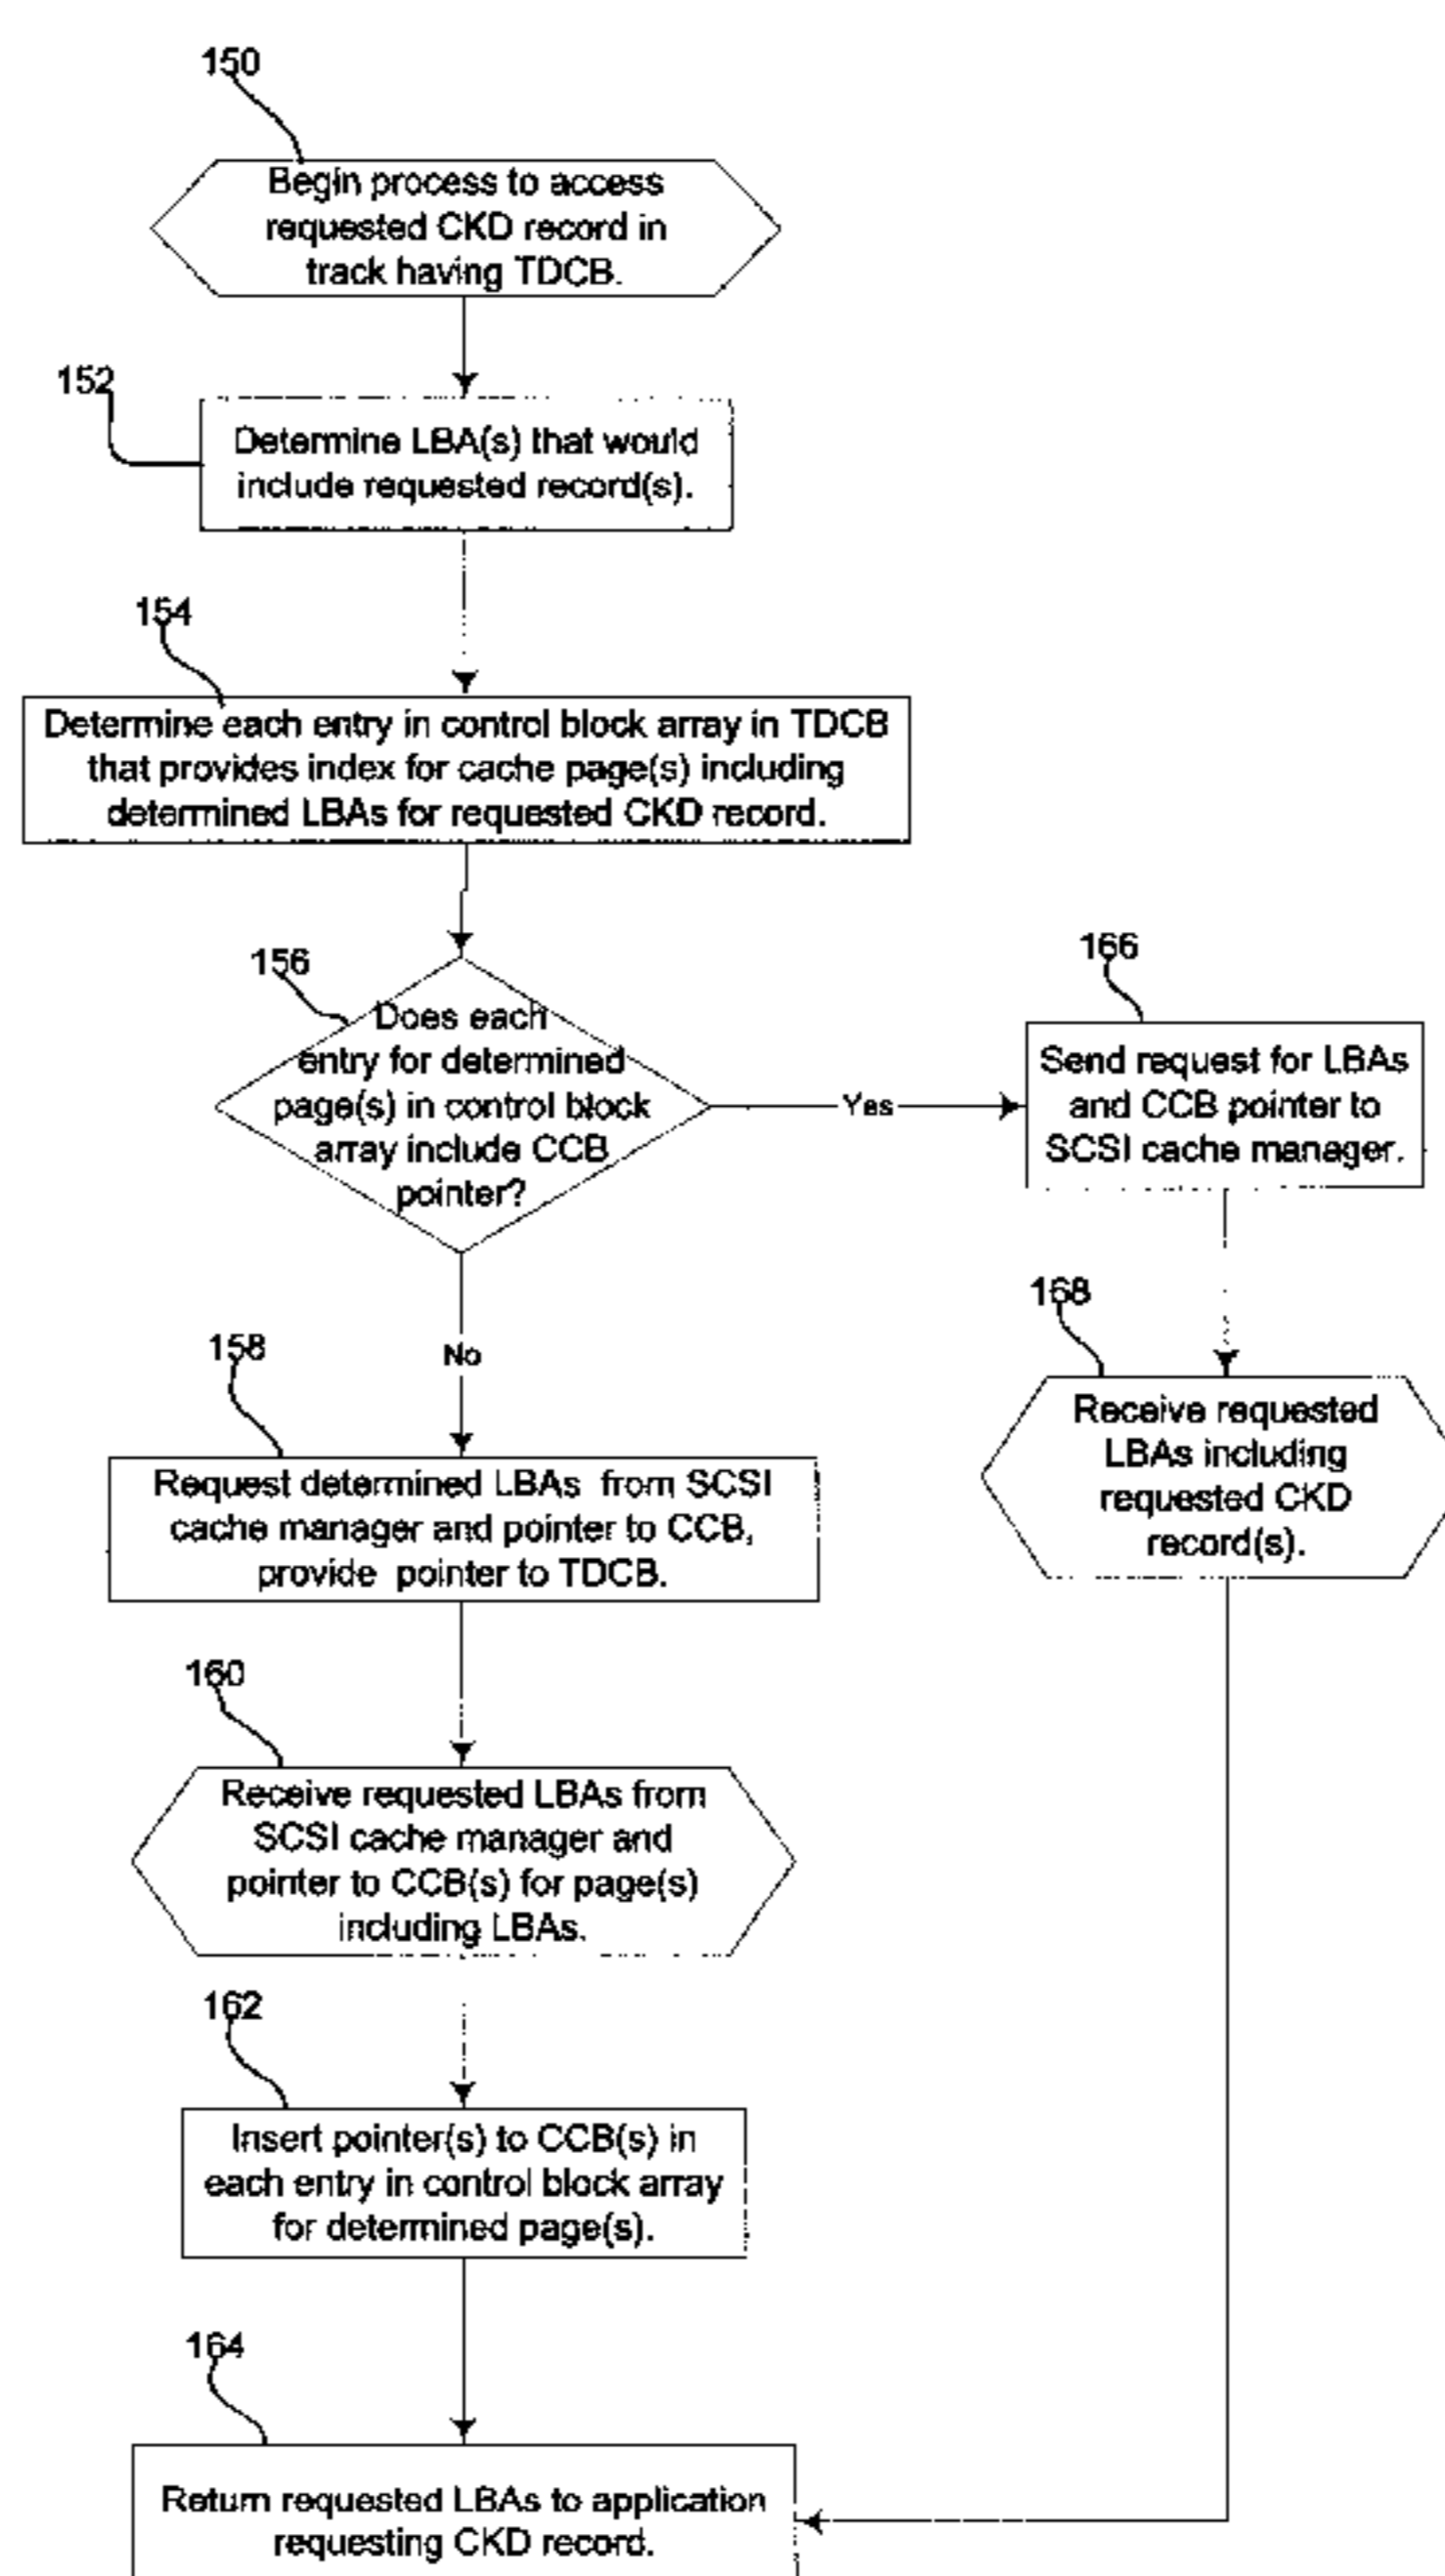 150
Begin process to access
requested CKD record in
track having TDCB.
152
Determine LBA(s) that would
include requested record(s).
154
Determine each entry in control block array in TDCB
that provides index for cache page(s) including
determined LBAs for requested CKD record.
156
Does each
entry for determined
page(s) in control block
array include CCB
pointer?
Yes
166
Send request for LBAs
and CCB pointer to
SCSI cache manager.
168
Receive requested
LBAs including
requested CKD
record(s).
No
158
Request determined LBAs from SCSI
cache manager and pointer to CCB,
provide pointer to TDCB.
160
Receive requested LBAs from
SCSI cache manager and
pointer to CCB(s) for page(s)
including LBAs.
162
Insert pointer(s) to CCB(s) in
each entry in control block array
for determined page(s).
164
Return requested LBAs to application
requesting CKD record.